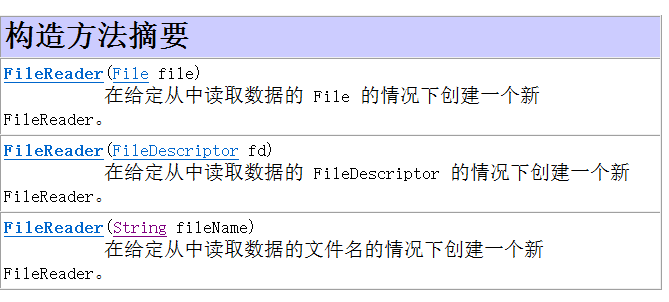 构造方法摘要
FileReader(File file)
在给定从中读取数据的 File 的情况下创建一个新
FileReader。
FileReader(FileDescriptor fd)
在给定从中读取数据的 FileDescriptor 的情况下创建一个新
FileReader。
FileReader(String fileName)
在给定从中读取数据的文件名的情况下创建一个新
FileReader。